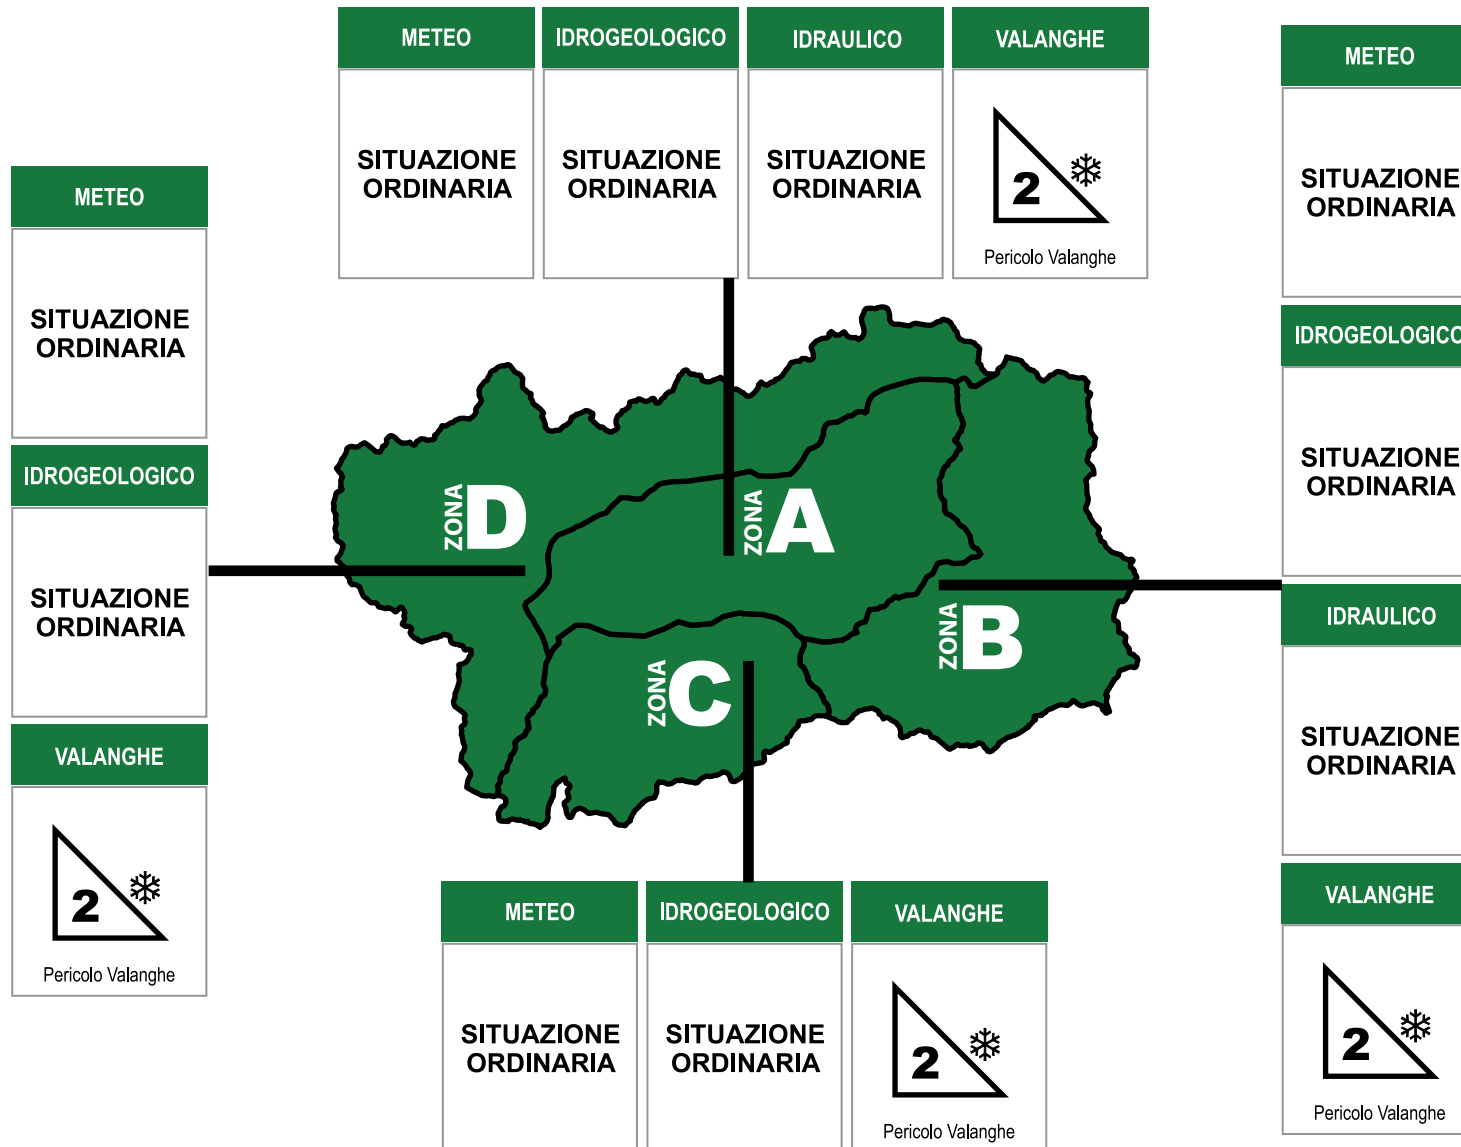 METEO
SITUAZIONE
ORDINARIA
IDROGEOLOGICO
SITUAZIONE
ORDINARIA
IDRAULICO
SITUAZIONE
ORDINARIA
VALANGHE
2
Pericolo Valanghe
METEO
SITUAZIONE
ORDINARIA
IDROGEOLOGICO
SITUAZIONE
ORDINARIA
VALANGHE
2
Pericolo Valanghe
ZONA D
ZONA A
ZONA B
ZONA C
METEO
SITUAZIONE
ORDINARIA
IDROGEOLOGICO
SITUAZIONE
ORDINARIA
IDRAULICO
SITUAZIONE
ORDINARIA
VALANGHE
2
Pericolo Valanghe
METEO
SITUAZIONE
ORDINARIA
IDROGEOLOGICO
SITUAZIONE
ORDINARIA
VALANGHE
2
Pericolo Valanghe